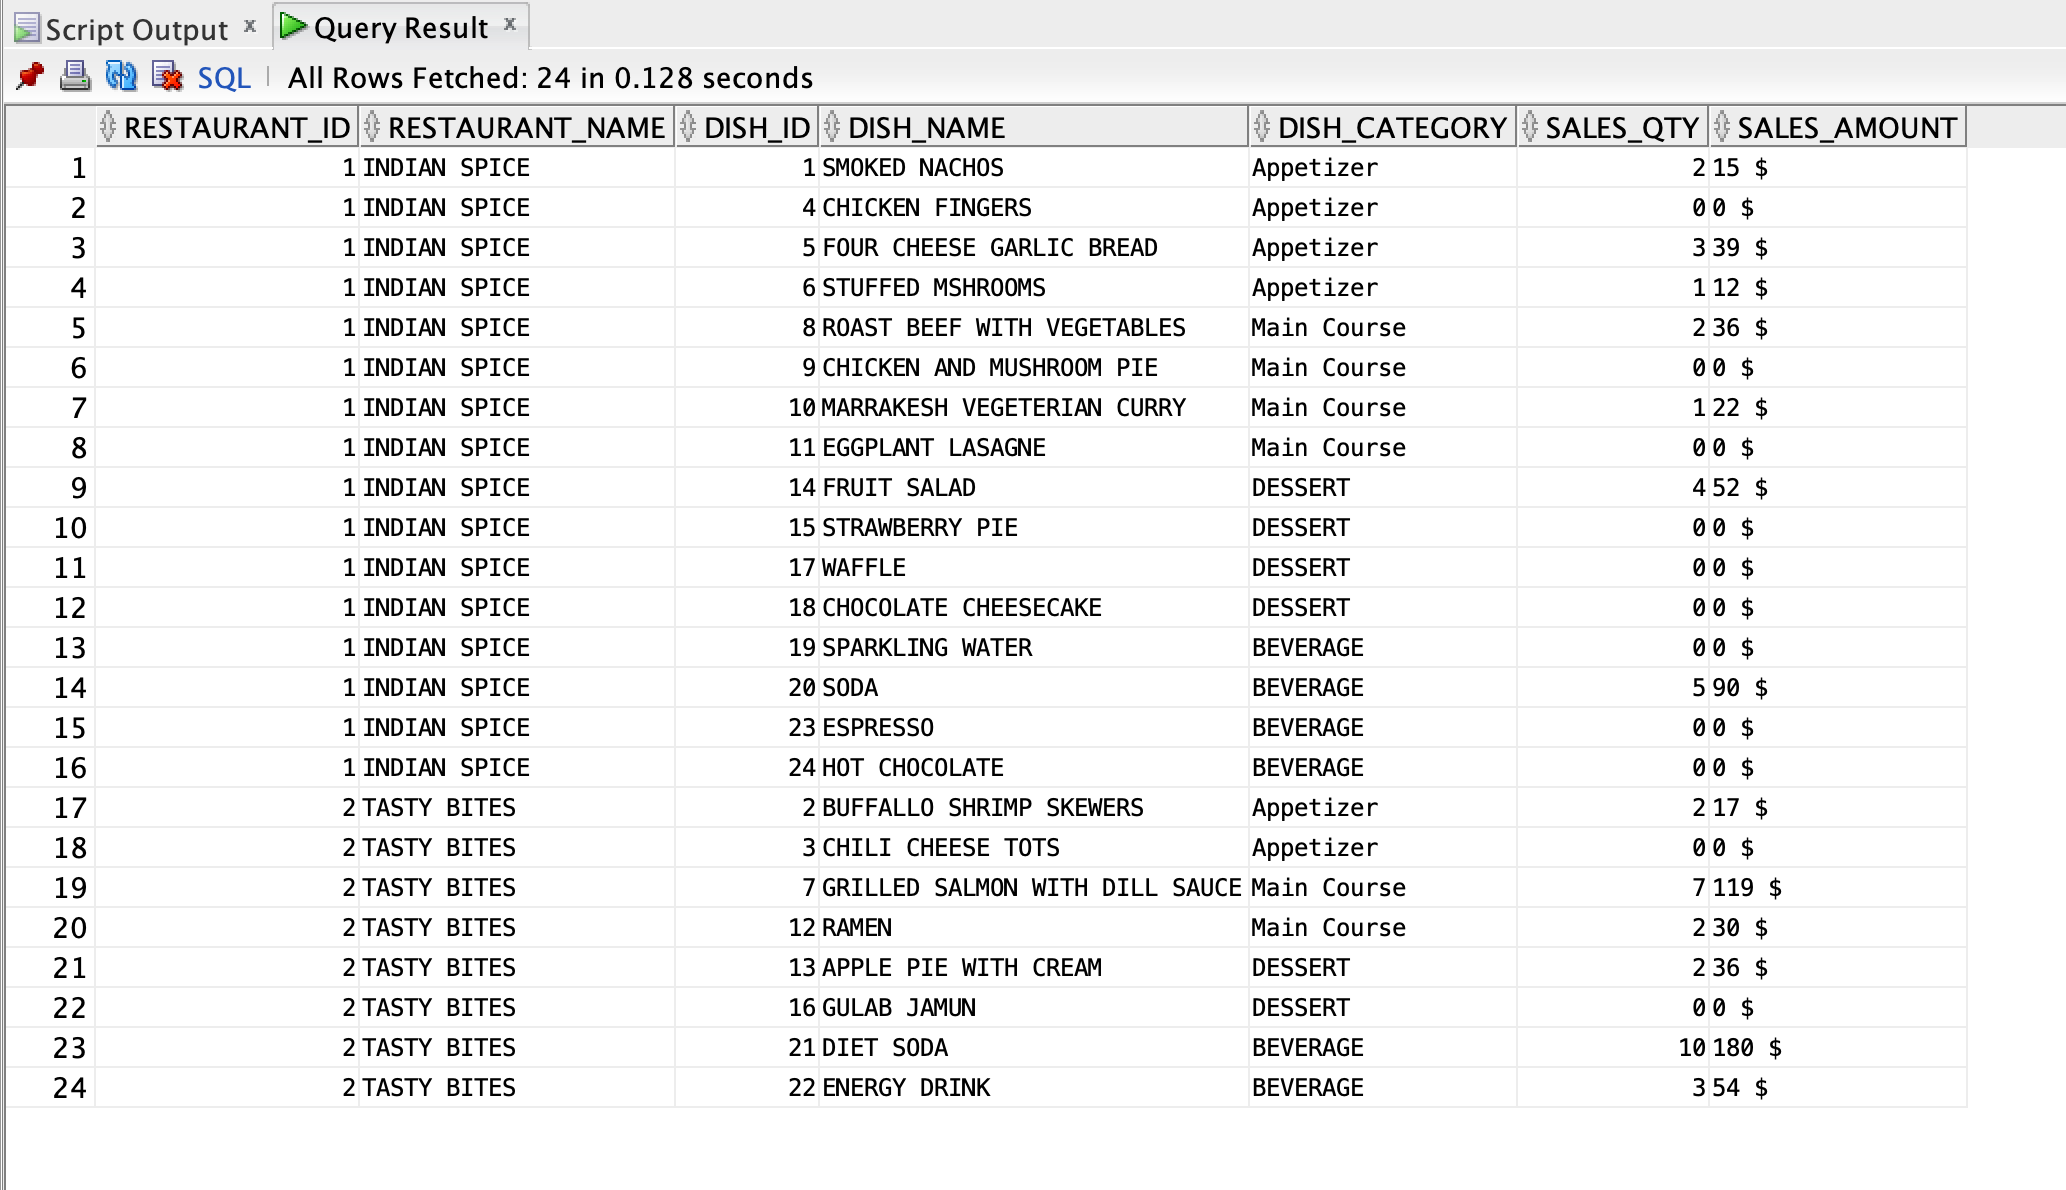 Script Output x Query Result x
SQL All Rows Fetched: 24 in 0.128 seconds
RESTAURANT_ID RESTAURANT_NAME DISH_ID DISH_NAME DISH_CATEGORY SALES_QTY SALES_AMOUNT
1 1 INDIAN SPICE 1 SMOKED NACHOS Appetizer 2 15 $
2 1 INDIAN SPICE 4 CHICKEN FINGERS Appetizer 0 0 $
3 1 INDIAN SPICE 5 FOUR CHEESE GARLIC BREAD Appetizer 3 39 $
4 1 INDIAN SPICE 6 STUFFED MSHROOMS Appetizer 1 12 $
5 1 INDIAN SPICE 8 ROAST BEEF WITH VEGETABLES Main Course 2 36 $
6 1 INDIAN SPICE 9 CHICKEN AND MUSHROOM PIE Main Course 0 0 $
7 1 INDIAN SPICE 10 MARRAKESH VEGETERIAN CURRY Main Course 1 22 $
8 1 INDIAN SPICE 11 EGGPLANT LASAGNE Main Course 0 0 $
9 1 INDIAN SPICE 14 FRUIT SALAD DESSERT 4 52 $
10 1 INDIAN SPICE 15 STRAWBERRY PIE DESSERT 0 0 $
11 1 INDIAN SPICE 17 WAFFLE DESSERT 0 0 $
12 1 INDIAN SPICE 18 CHOCOLATE CHEESECAKE DESSERT 0 0 $
13 1 INDIAN SPICE 19 SPARKLING WATER BEVERAGE 0 0 $
14 1 INDIAN SPICE 20 SODA BEVERAGE 5 90 $
15 1 INDIAN SPICE 23 ESPRESSO BEVERAGE 0 0 $
16 1 INDIAN SPICE 24 HOT CHOCOLATE BEVERAGE 0 0 $
17 2 TASTY BITES 2 BUFFALLO SHRIMP SKEWERS Appetizer 2 17 $
18 2 TASTY BITES 3 CHILI CHEESE TOTS Appetizer 0 0 $
19 2 TASTY BITES 7 GRILLED SALMON WITH DILL SAUCE Main Course 7 119 $
20 2 TASTY BITES 12 RAMEN Main Course 2 30 $
21 2 TASTY BITES 13 APPLE PIE WITH CREAM DESSERT 2 36 $
22 2 TASTY BITES 16 GULAB JAMUN DESSERT 0 0 $
23 2 TASTY BITES 21 DIET SODA BEVERAGE 10 180 $
24 2 TASTY BITES 22 ENERGY DRINK BEVERAGE 3 54 $